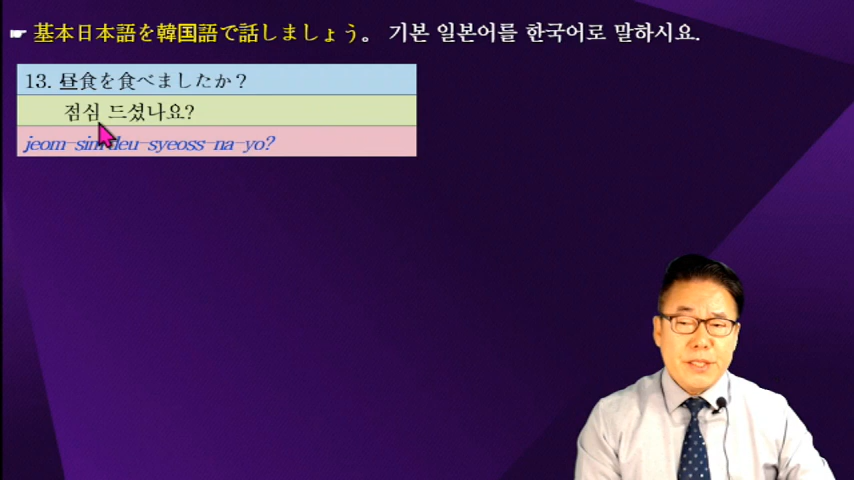 ☛ 基本日本語を韓国語で話しましょう。 기본 일본어를 한국어로 말하시요.
13. 昼食を食べましたか？
점심 드셨나요?
jeom-sim deu-syeoss-na-yo?